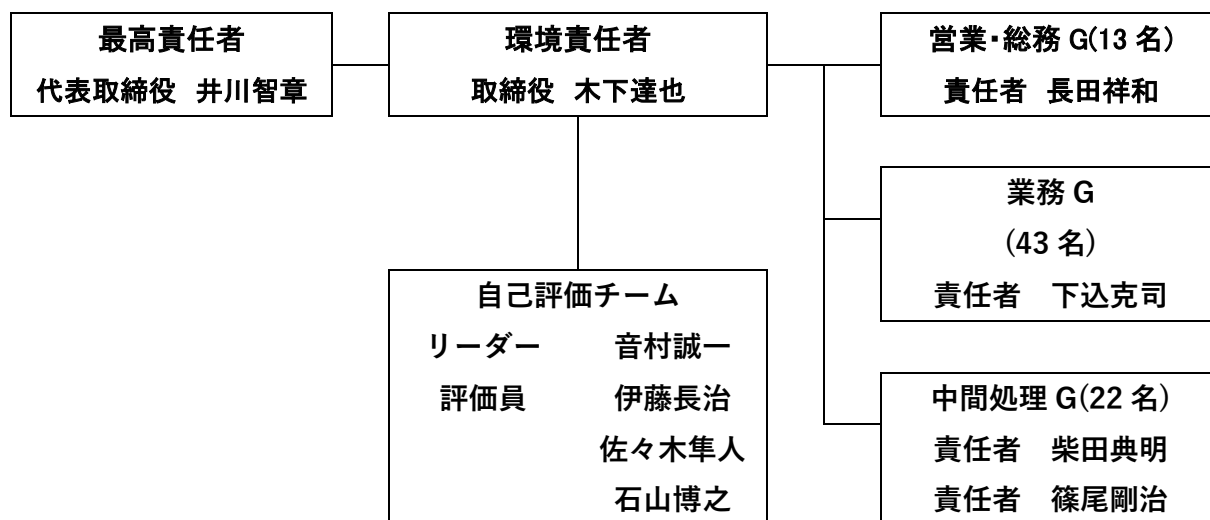 最高責任者
代表取締役 井川智章
環境責任者
取締役 木下達也
営業・総務 G(13 名)
責任者 長田祥和
業務 G
(43 名)
責任者 下込克司
自己評価チーム
リーダー 音村誠一
評価員 伊藤長治
佐々木隼人
石山博之
中間処理 G(22 名)
責任者 柴田典明
責任者 篠尾剛治